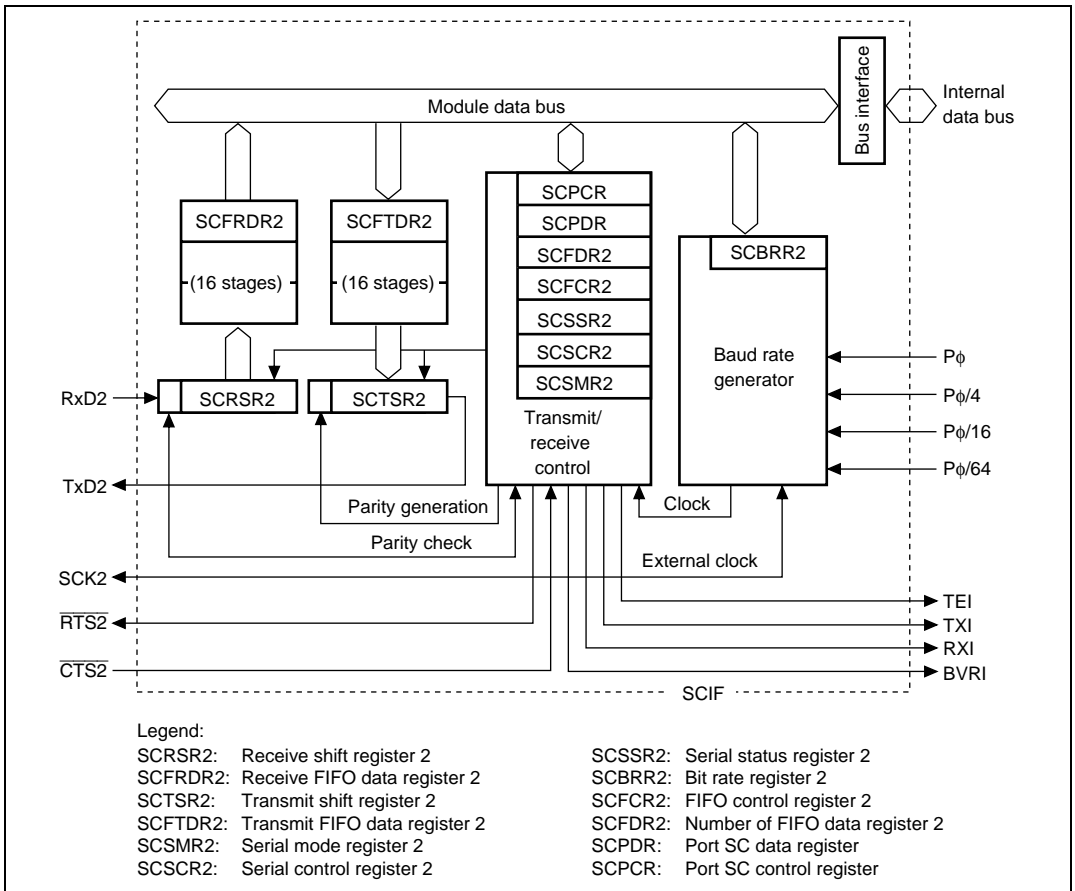 Module data bus
Bus interface
Internal
data bus
SCFRDR2
(16 stages)
SCFTDR2
(16 stages)
SCPCR
SCPDR
SCFDR2
SCFCR2
SCSSR2
SCSCR2
SCSMR2
Transmit/
receive
control
SCBRR2
Baud rate
generator
Pϕ
Pϕ/4
Pϕ/16
Pϕ/64
RxD2
SCRSR2
SCTSR2
TxD2
Parity generation
Parity check
Clock
External clock
SCK2
RTS2
CTS2
TEI
TXI
RXI
BVRI
SCIF
Legend:
SCRSR2: Receive shift register 2
SCFRDR2: Receive FIFO data register 2
SCTSR2: Transmit shift register 2
SCFTDR2: Transmit FIFO data register 2
SCSMR2: Serial mode register 2
SCSCR2: Serial control register 2
SCSSR2: Serial status register 2
SCBRR2: Bit rate register 2
SCFCR2: FIFO control register 2
SCFDR2: Number of FIFO data register 2
SCPDR: Port SC data register
SCPCR: Port SC control register